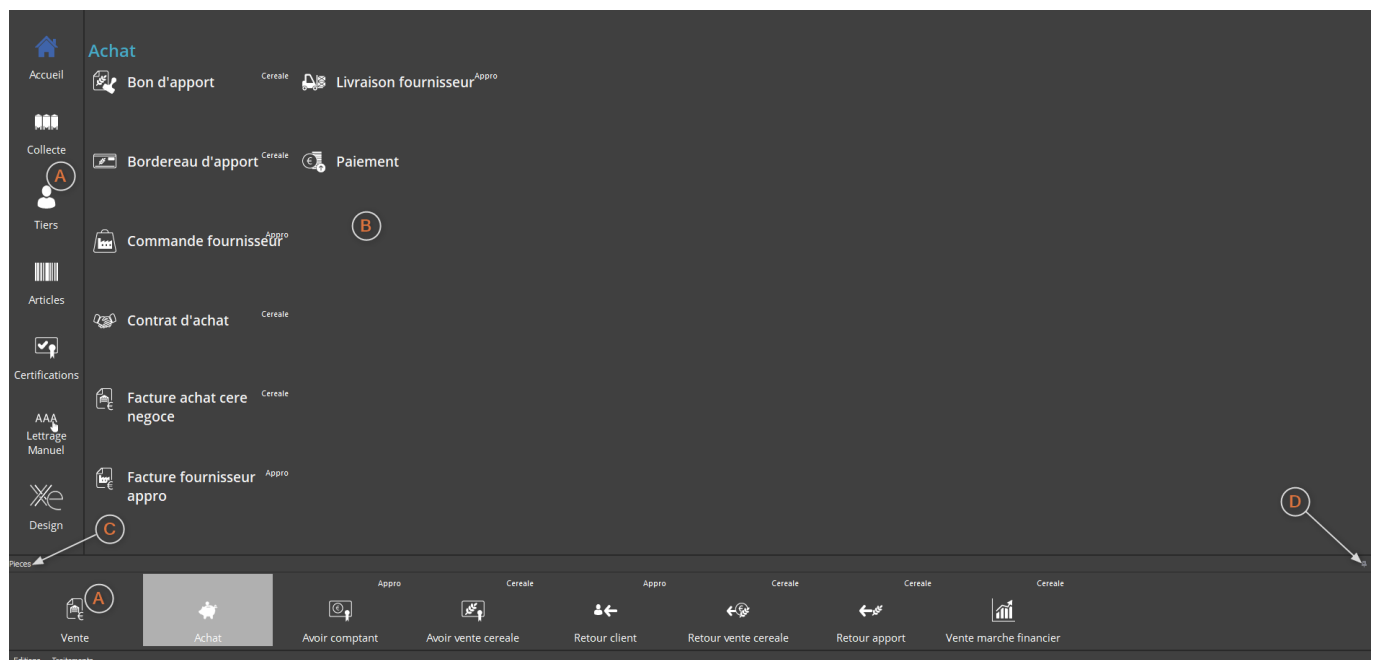 Accueil
Collecte
A
Tiers
Articles
Certifications
AAA
Lettrage
Manuel
Xe
Design
Achat
Bon d'apport Cereale
Livraison fournisseur Appro
Bordereau d'apport Cereale
Paiement
B
Commande fournisseur Appro
Contrat d'achat Cereale
Facture achat cere Cereale
negoce
Facture fournisseur Appro
appro
C
D
Pieces
A
Vente
Achat
Appro
Avoir comptant
Cereale
Avoir vente cereale
Appro
Retour client
Cereale
Retour vente cereale
Cereale
Retour apport
Cereale
Vente marche financier
Editions Traitements